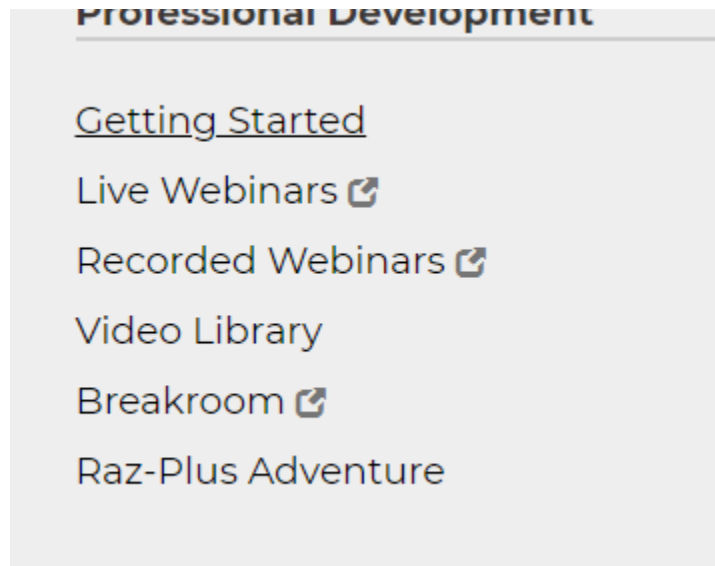 Professional Development
Getting Started
Live Webinars
Recorded Webinars
Video Library
Breakroom
Raz-Plus Adventure